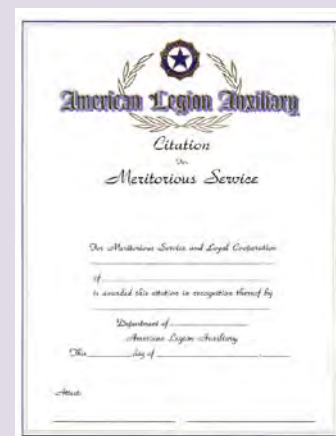 American Legion Auxiliary
Citation
For
Meritorious Service
For Meritorious Service and Loyal Cooperation
of
is awarded this citation in recognition thereof by
Department of
American Legion Auxiliary
This day of ,
Attest: